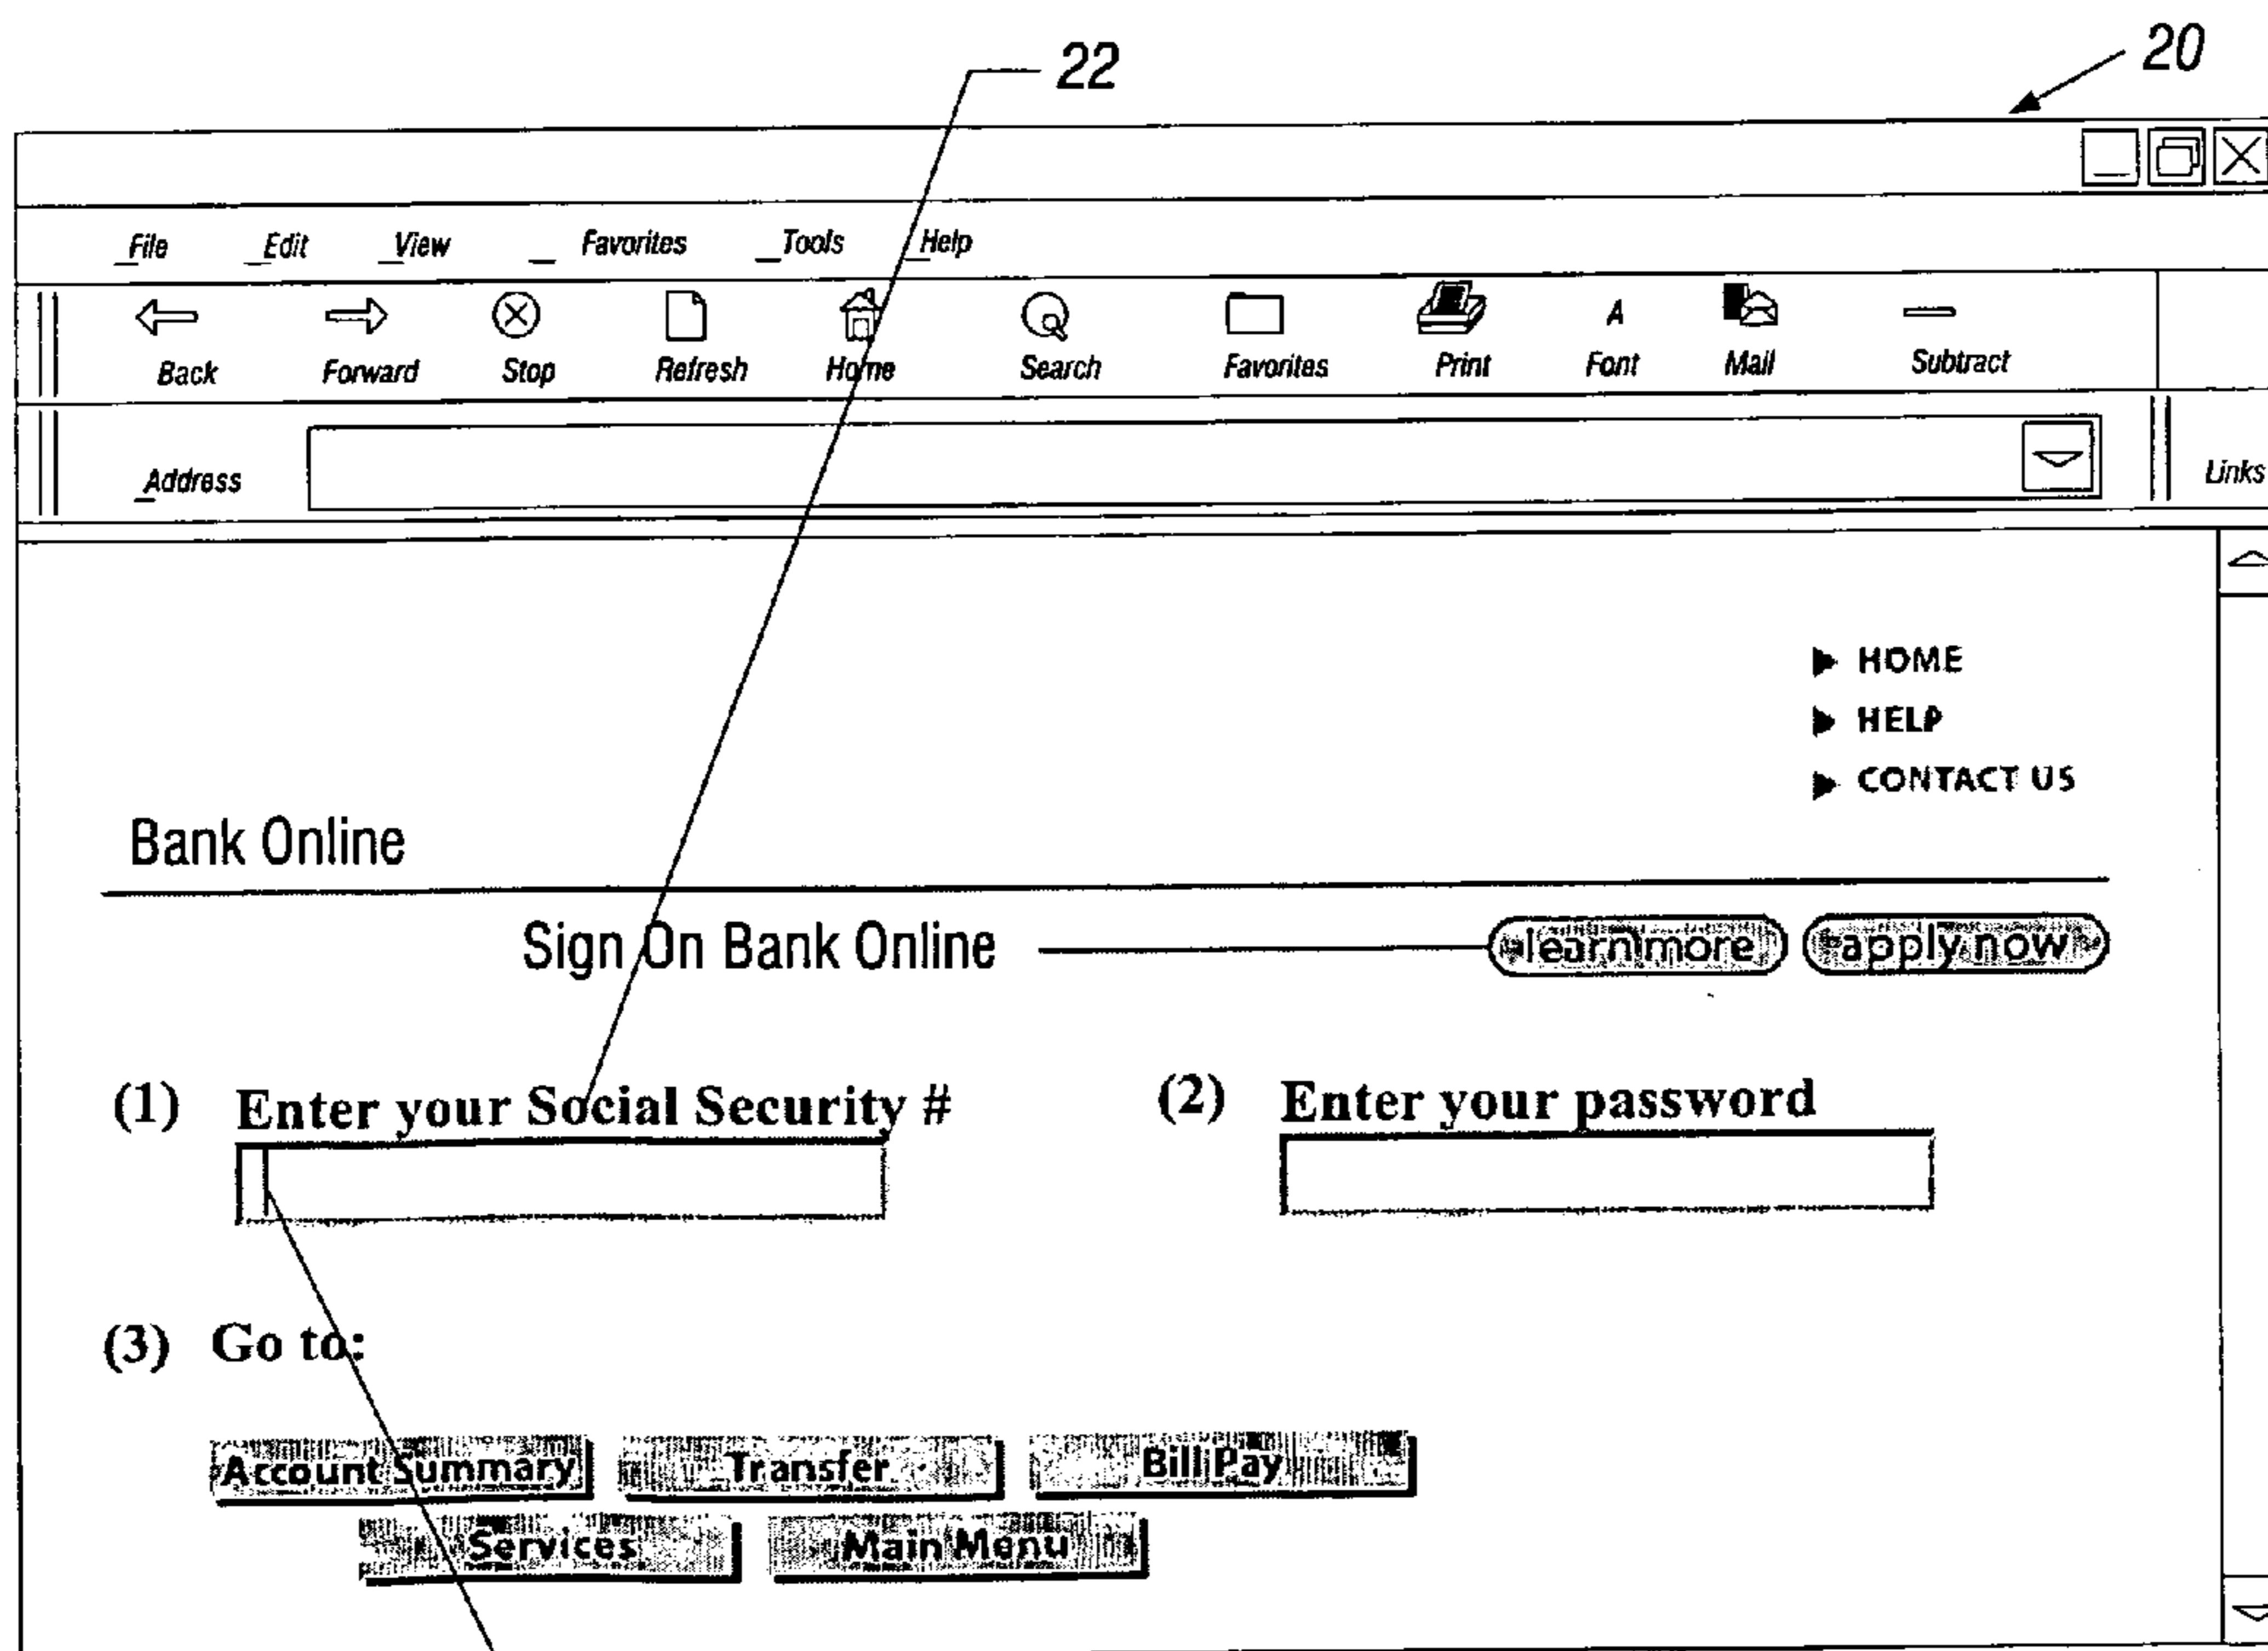 22
20
File Edit View Favorites Tools Help
Back Forward Stop Refresh Home Search Favorites Print A Font Mail Subtract
Address
Links
HOME
HELP
CONTACT US
Bank Online
Sign On Bank Online learn more apply now
(1) Enter your Social Security # (2) Enter your password
(3) Go to:
Account Summary Transfer Bill Pay
Services Main Menu